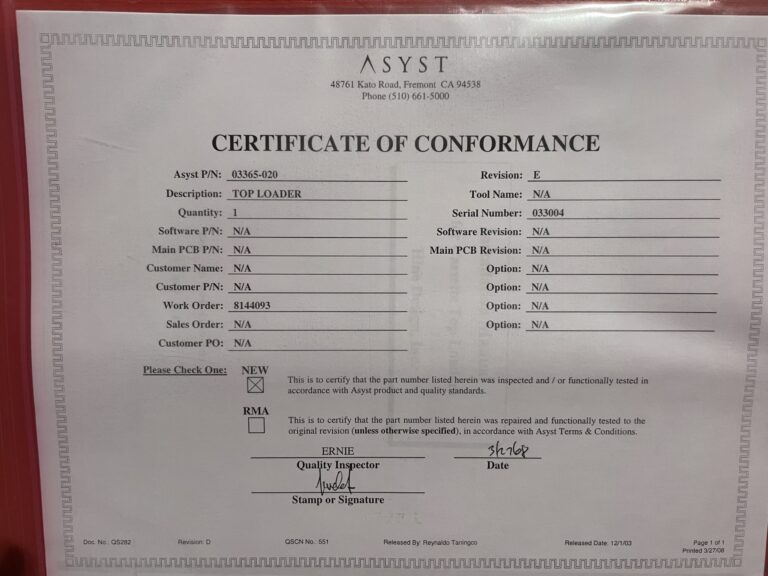 ASYST
48761 Kato Road, Fremont CA 94538
Phone (510) 661-5000
CERTIFICATE OF CONFORMANCE
Asyst P/N: 03365-020 Revision: E
Description: TOP LOADER Tool Name: N/A
Quantity: 1 Serial Number: 033004
Software P/N: N/A Software Revision: N/A
Main PCB P/N: N/A Main PCB Revision: N/A
Customer Name: N/A Option: N/A
Customer P/N: N/A Option: N/A
Work Order: 8144093 Option: N/A
Sales Order: N/A Option: N/A
Customer PO: N/A
Please Check One: NEW
This is to certify that the part number listed herein was inspected and / or functionally tested in
accordance with Asyst product and quality standards.
RMA
This is to certify that the part number listed herein was repaired and functionally tested to the
original revision (unless otherwise specified), in accordance with Asyst Terms & Conditions.
ERNIE
Quality Inspector Date
Stamp or Signature
Doc. No.: QS282 Revision: D QSCN No. 551 Released By: Reynaldo Taningco Released Date: 12/1/03 Page 1 of 1
Printed 3/27/08